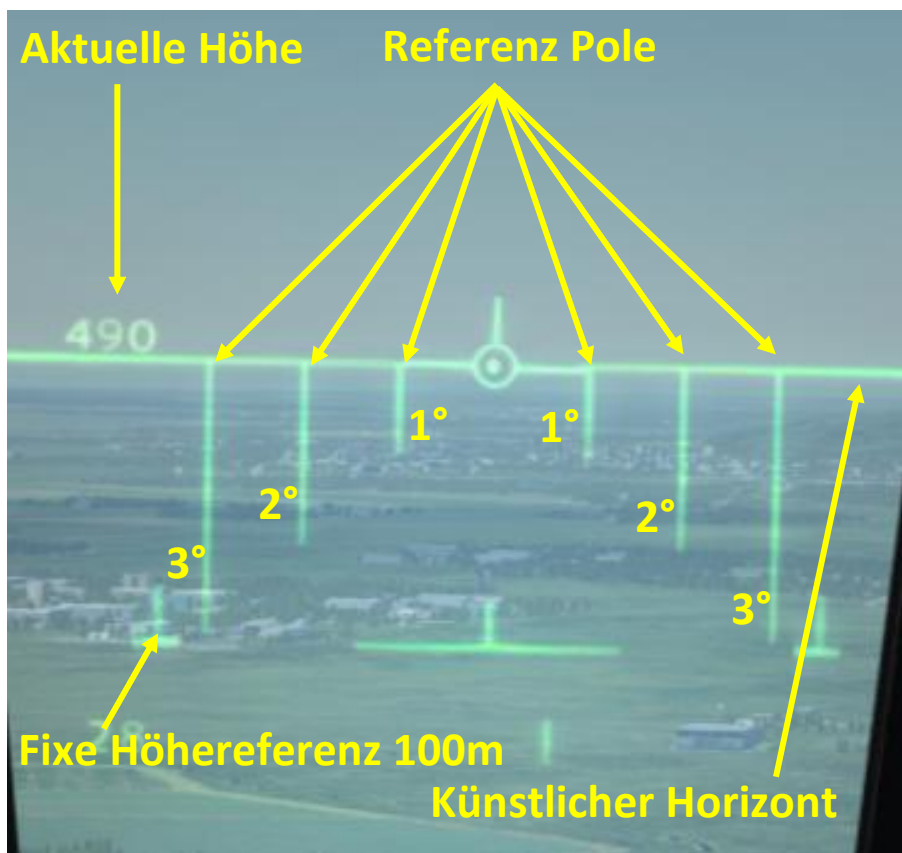 Aktuelle Höhe
Referenz Pole
490
1°
1°
2°
2°
3°
3°
Fixe Höhereferenz 100m
Künstlicher Horizont